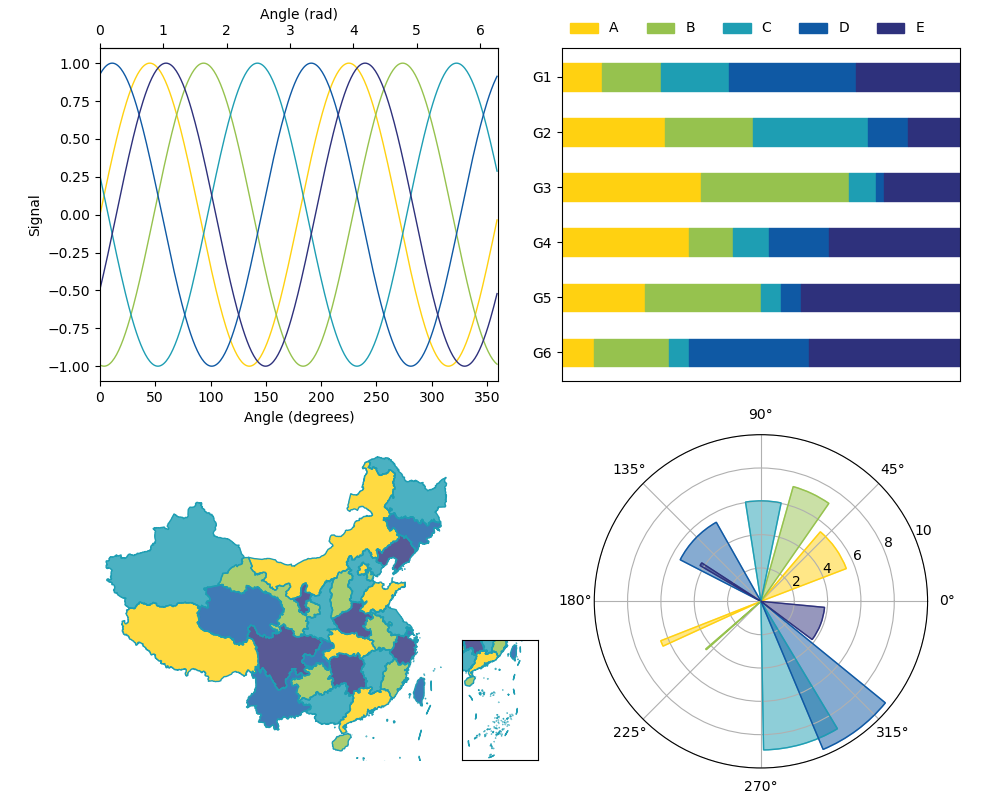 Angle (rad)
0 1 2 3 4 5 6
1.00
0.75
0.50
0.25
0.00
−0.25
−0.50
−0.75
−1.00
Signal
0 50 100 150 200 250 300 350
Angle (degrees)
A B C D E
G1
G2
G3
G4
G5
G6
90°
135° 45°
10
8
6
4
2
180° 0°
225° 315°
270°